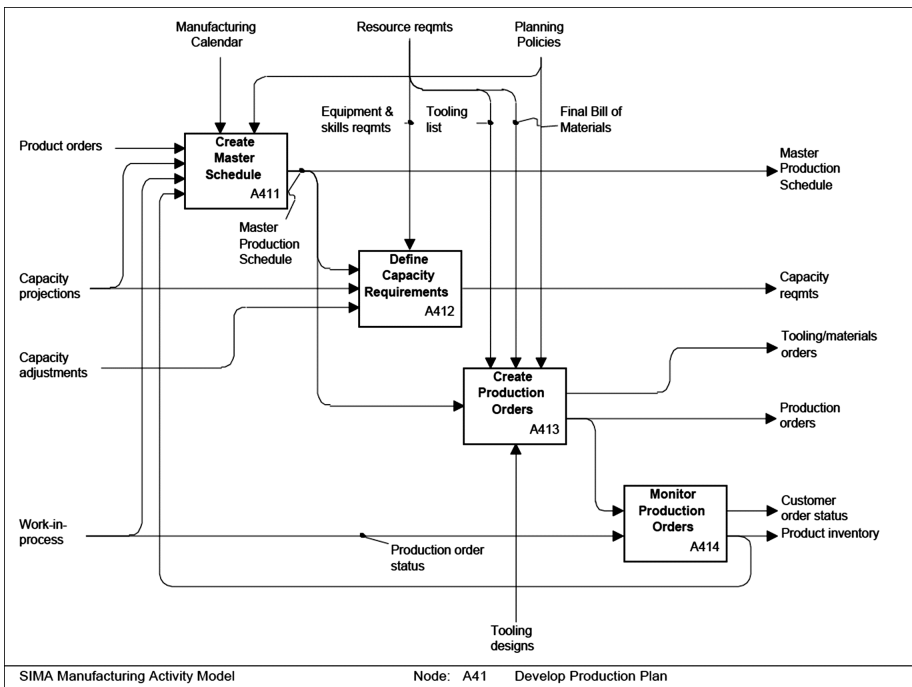 Manufacturing
Calendar
Resource reqmts
Planning
Policies
Equipment &
skills reqmts
Tooling
list
Final Bill of
Materials
Product orders
Create
Master
Schedule
A411
Master
Production
Schedule
Master
Production
Schedule
Capacity
projections
Define
Capacity
Requirements
A412
Capacity
reqmts
Capacity
adjustments
Tooling/materials
orders
Create
Production
Orders
A413
Production
orders
Work-in-
process
Production order
status
Monitor
Production
Orders
A414
Customer
order status
Product inventory
Tooling
designs
SIMA Manufacturing Activity Model
Node: A41 Develop Production Plan